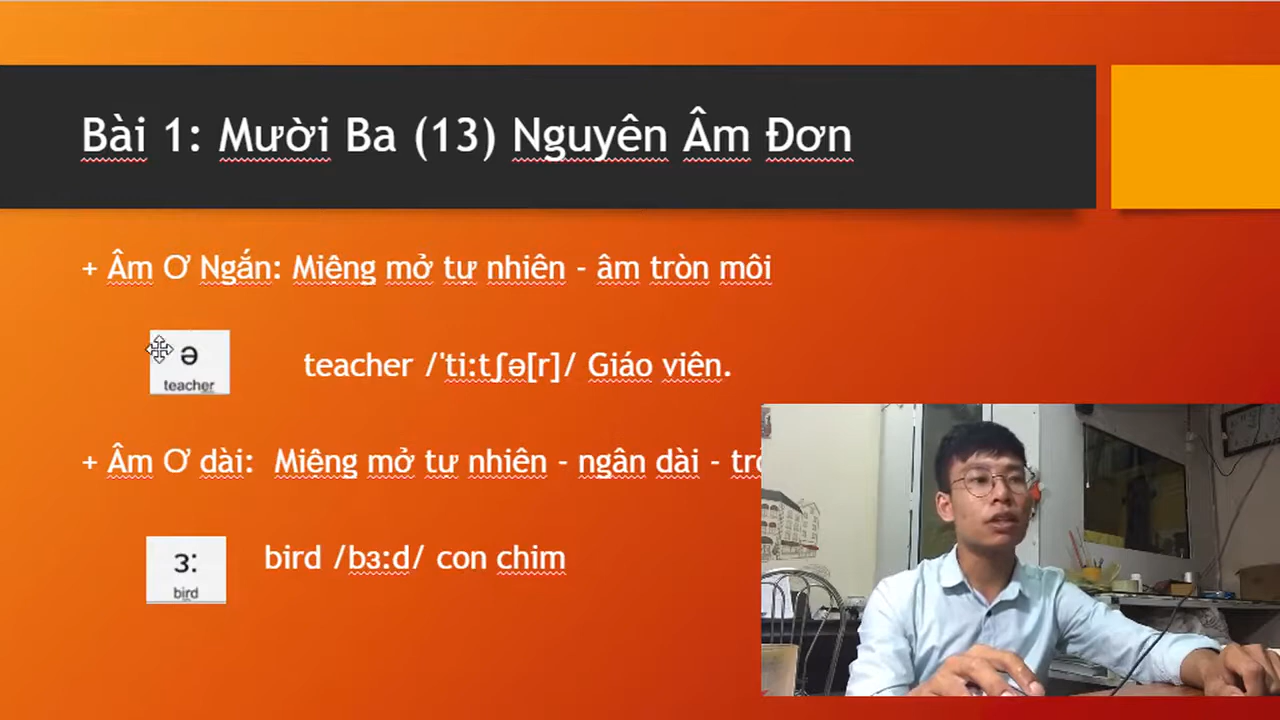 Bài 1: Mười Ba (13) Nguyên Âm Đơn
+ Âm Ơ Ngắn: Miệng mở tự nhiên - âm tròn môi
ə
teacher
teacher /'ti:tʃə[r]/ Giáo viên.
+ Âm Ơ dài: Miệng mở tự nhiên - ngân dài -
ɜ:
bird
bird /bɜ:d/ con chim